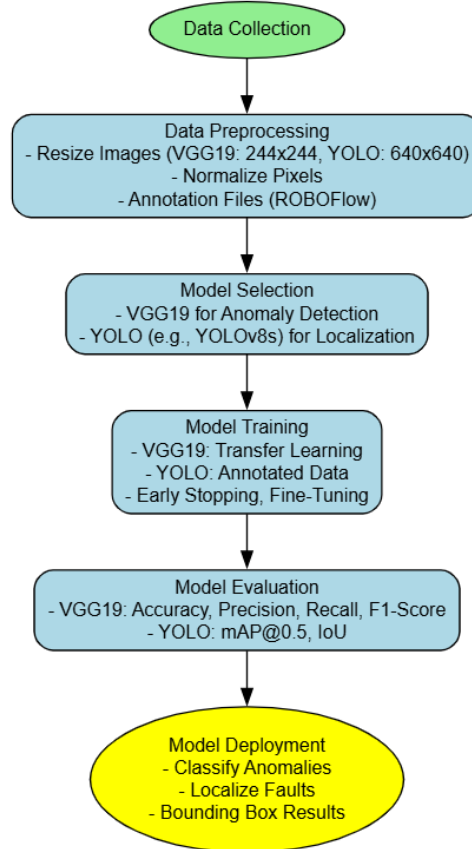 Data Collection
Data Preprocessing
- Resize Images (VGG19: 244x244, YOLO: 640x640)
- Normalize Pixels
- Annotation Files (ROBOFlow)
Model Selection
- VGG19 for Anomaly Detection
- YOLO (e.g., YOLOv8s) for Localization
Model Training
- VGG19: Transfer Learning
- YOLO: Annotated Data
- Early Stopping, Fine-Tuning
Model Evaluation
- VGG19: Accuracy, Precision, Recall, F1-Score
- YOLO: mAP@0.5, IoU
Model Deployment
- Classify Anomalies
- Localize Faults
- Bounding Box Results